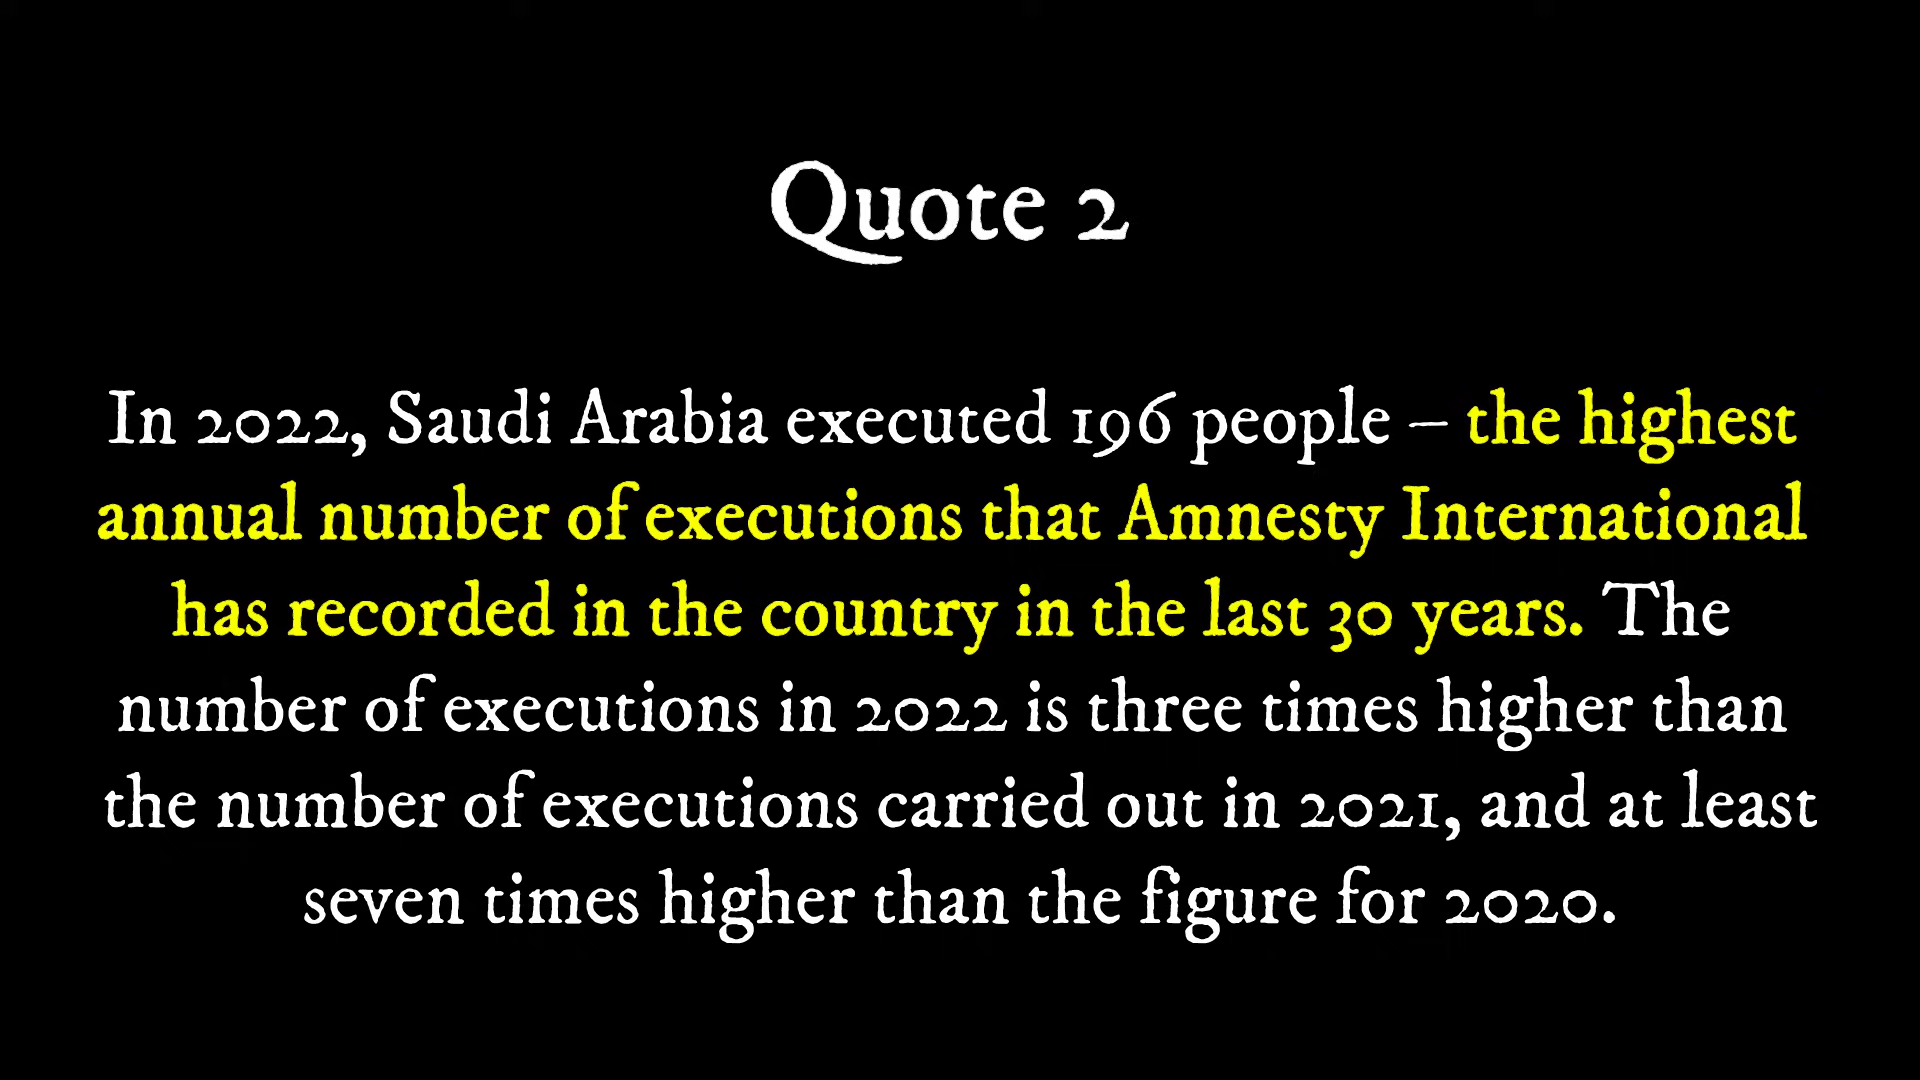 Quote 2
In 2022, Saudi Arabia executed 196 people – the highest
annual number of executions that Amnesty International
has recorded in the country in the last 30 years. The
number of executions in 2022 is three times higher than
the number of executions carried out in 2021, and at least
seven times higher than the figure for 2020.